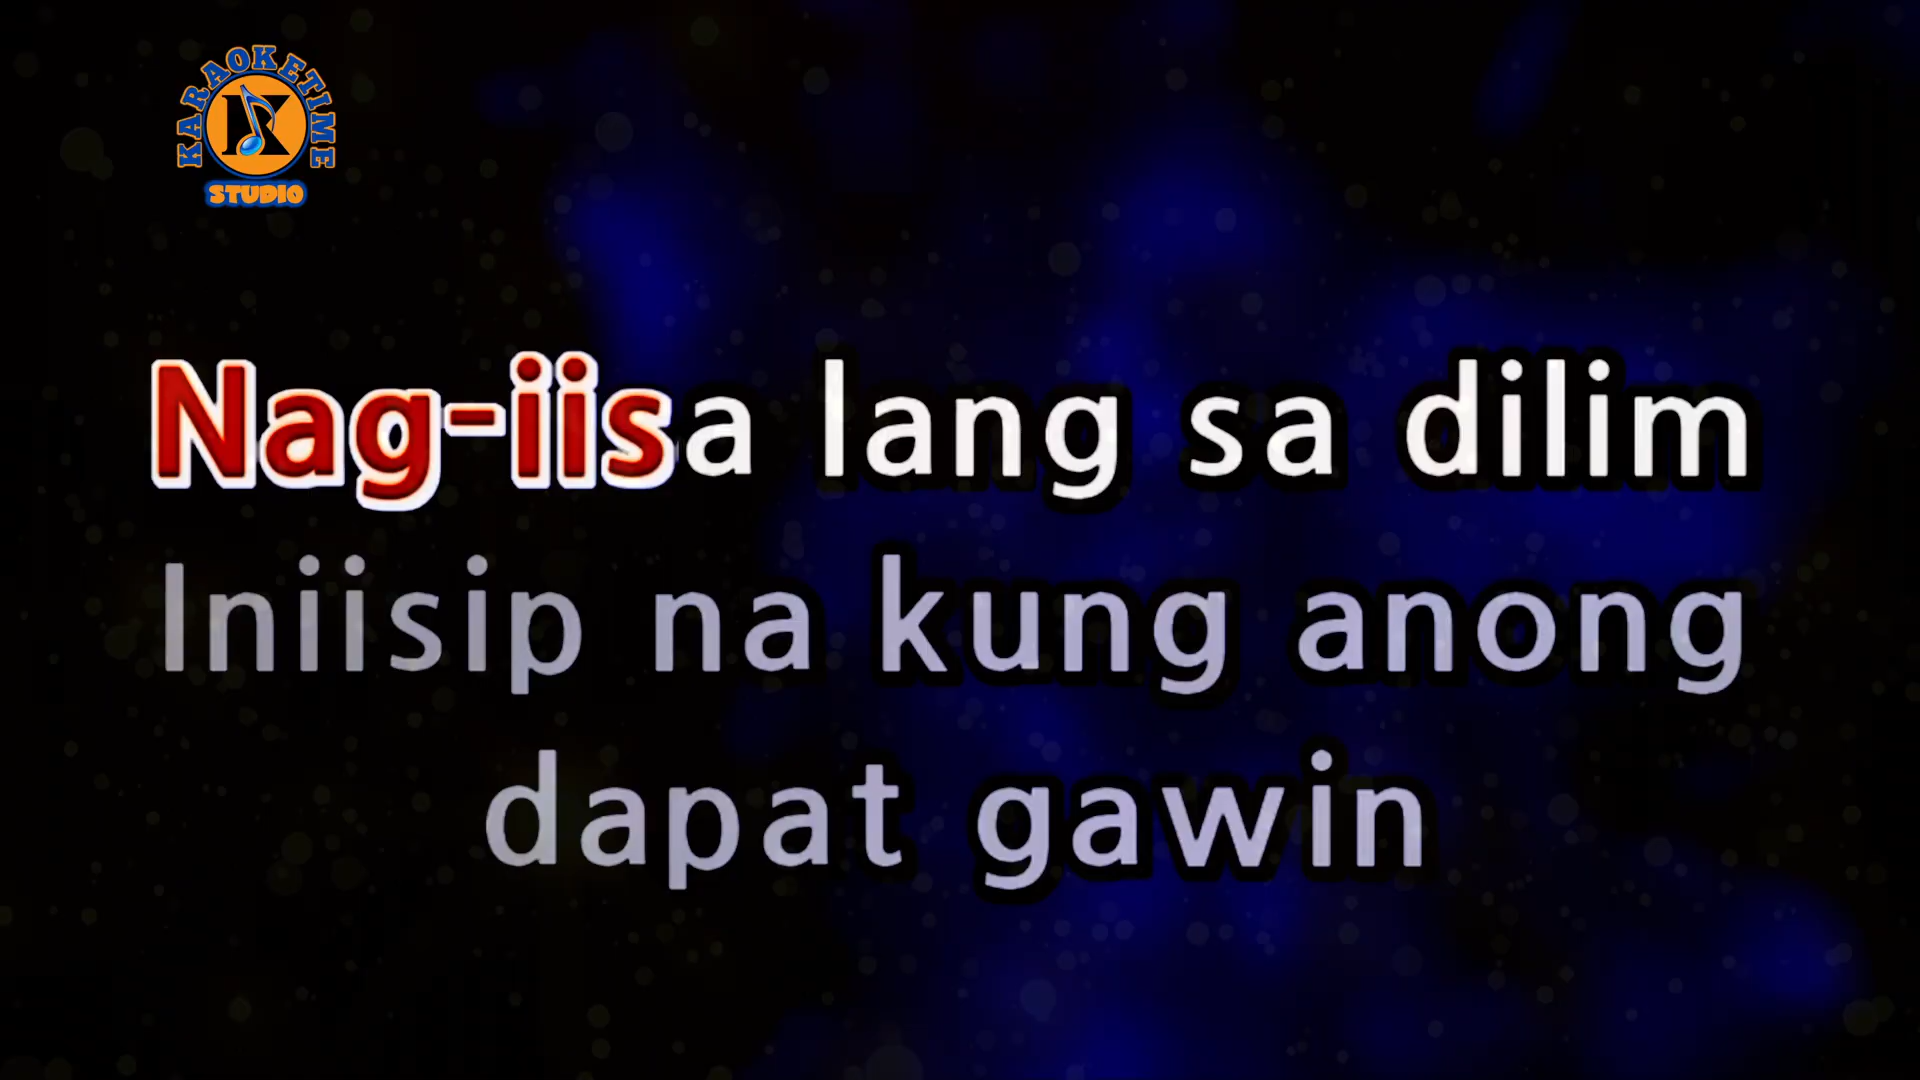 KARAOKETIME
K
STUDIO
Nag-iisa lang sa dilim
Iniisip na kung anong
dapat gawin